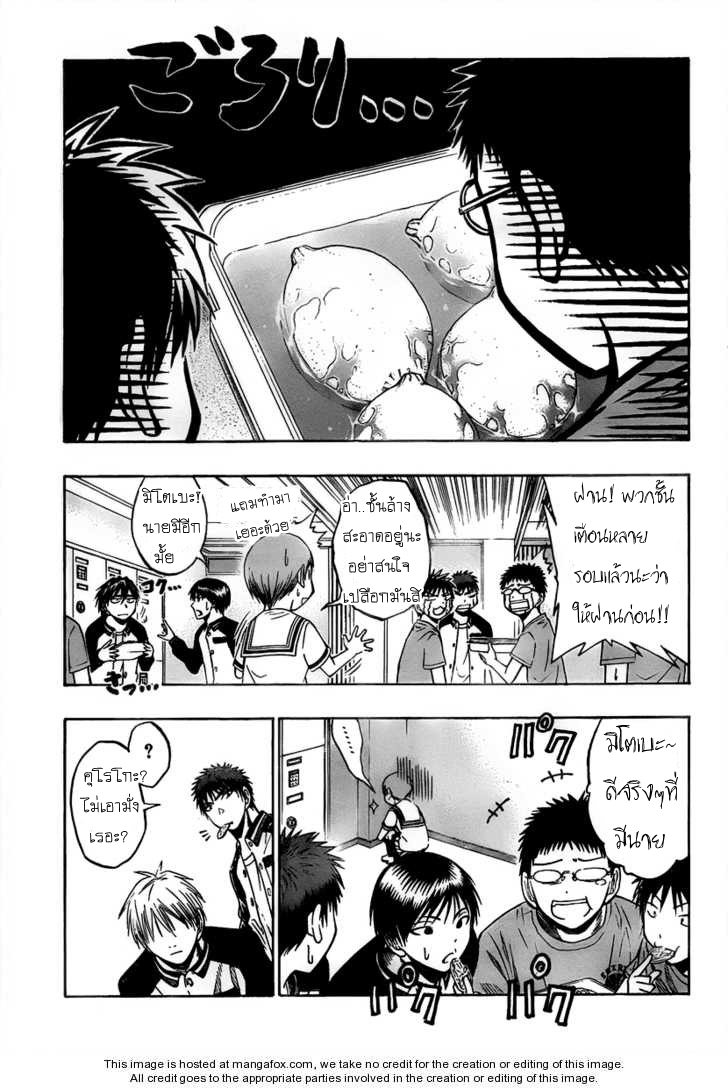 ごろり...
ฝาน! พวกชั้น
เตือนหลาย
รอบแล้วนะว่า
ให้ฝานก่อน!!
อ่า..ชั้นล้าง
สะอาดอยู่นะ
อย่าสนใจ
เปลือกมันสิ
แถมทำมา
เยอะด้วย
มิโตเบะ!
นายมีอีก
มั้ย
コク...
さっ...
มิโตเบะ~
ดีจริงๆที่
มีนาย
パク
パク
......
パク
パク
?
คุโรโกะ?
ไม่เอามั่ง
เรอะ?
This image is hosted at mangafox.com, we take no credit for the creation or editing of this image.
All credit goes to the appropriate parties involved in the creation or editing of this image.